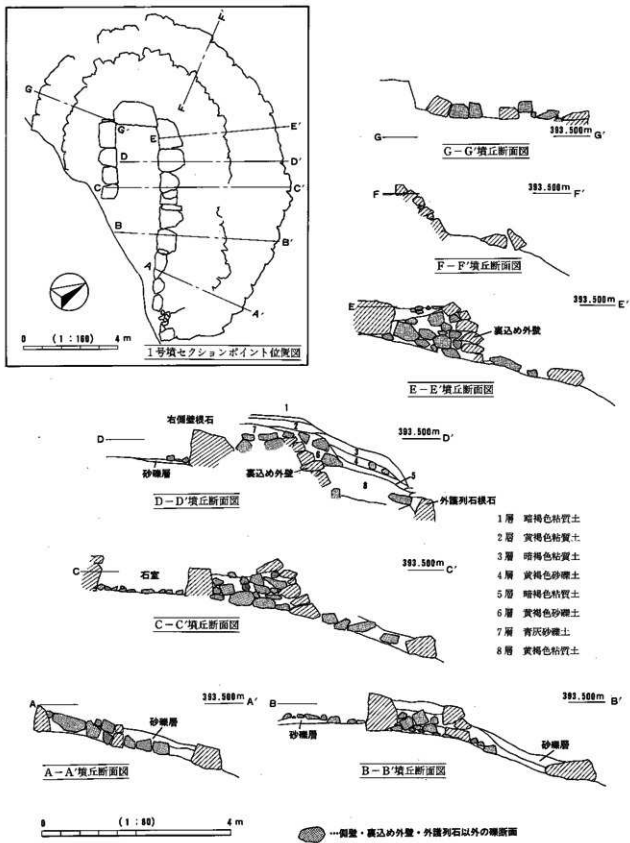 G
F
F
G'
E
E'
D
D'
C
C'
B
B'
A
A'
0 (1:160) 4 m
1号墳セクションポイント位置図
G
393.500m G'
G－G'墳丘断面図
F
393.500m F'
F－F'墳丘断面図
E
393.500m E'
裏込め外壁
E－E'墳丘断面図
右側壁根石
D
393.500m D'
1
2
3
4
5
6
7
8
砂礫層
裏込め外壁
外護列石根石
D－D'墳丘断面図
1層 暗褐色粘質土
2層 黄褐色粘質土
3層 暗褐色粘質土
4層 黄褐色砂礫土
5層 暗褐色粘質土
6層 黄褐色砂礫土
7層 青灰砂礫土
8層 黄褐色粘質土
C
石室
393.500m C'
C－C'墳丘断面図
A
393.500m A'
砂礫層
A－A'墳丘断面図
B
393.500m B'
砂礫層
砂礫層
B－B'墳丘断面図
0 (1:80) 4 m
…側壁・裏込め外壁・外護列石以外の礫断面